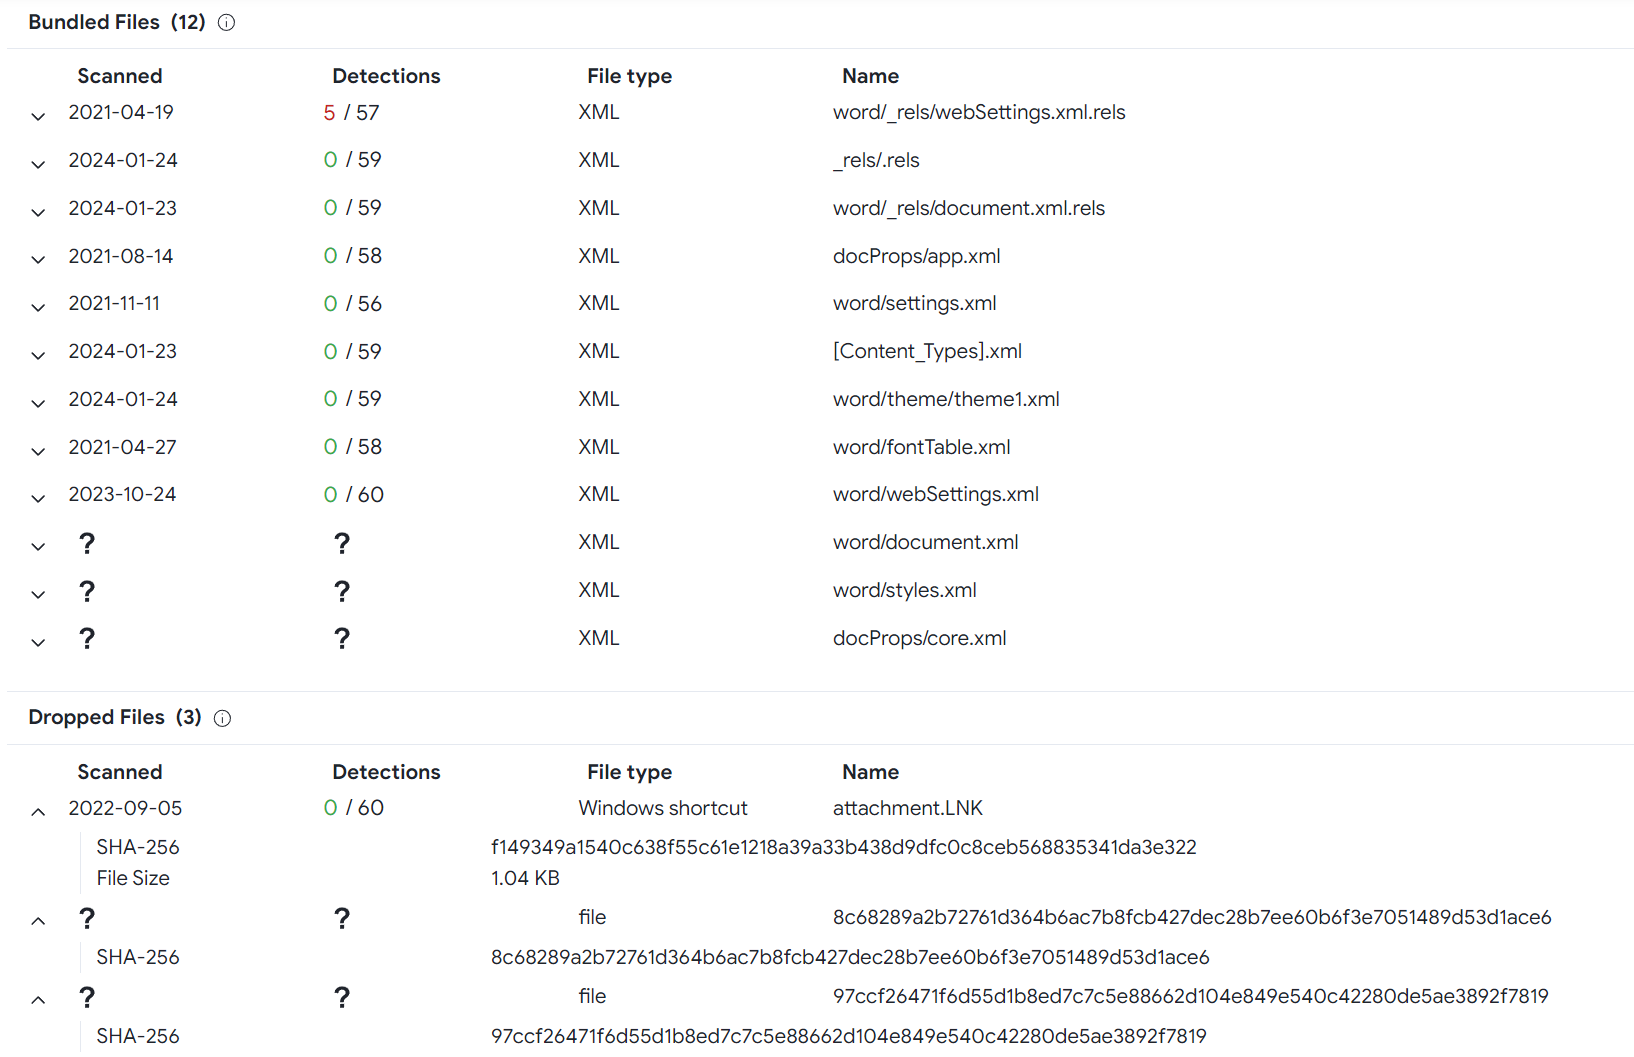 Bundled Files (12)
Scanned Detections File type Name
2021-04-19 5 / 57 XML word/_rels/webSettings.xml.rels
2024-01-24 0 / 59 XML _rels/.rels
2024-01-23 0 / 59 XML word/_rels/document.xml.rels
2021-08-14 0 / 58 XML docProps/app.xml
2021-11-11 0 / 56 XML word/settings.xml
2024-01-23 0 / 59 XML [Content_Types].xml
2024-01-24 0 / 59 XML word/theme/theme1.xml
2021-04-27 0 / 58 XML word/fontTable.xml
2023-10-24 0 / 60 XML word/webSettings.xml
? ? XML word/document.xml
? ? XML word/styles.xml
? ? XML docProps/core.xml
Dropped Files (3)
Scanned Detections File type Name
2022-09-05 0 / 60 Windows shortcut attachment.LNK
SHA-256 f149349a1540c638f55c61e1218a39a33b438d9dfc0c8ceb568835341da3e322
File Size 1.04 KB
? ? file 8c68289a2b72761d364b6ac7b8fcb427dec28b7ee60b6f3e7051489d53d1ace6
SHA-256 8c68289a2b72761d364b6ac7b8fcb427dec28b7ee60b6f3e7051489d53d1ace6
? ? file 97ccf26471f6d55d1b8ed7c7c5e88662d104e849e540c42280de5ae3892f7819
SHA-256 97ccf26471f6d55d1b8ed7c7c5e88662d104e849e540c42280de5ae3892f7819